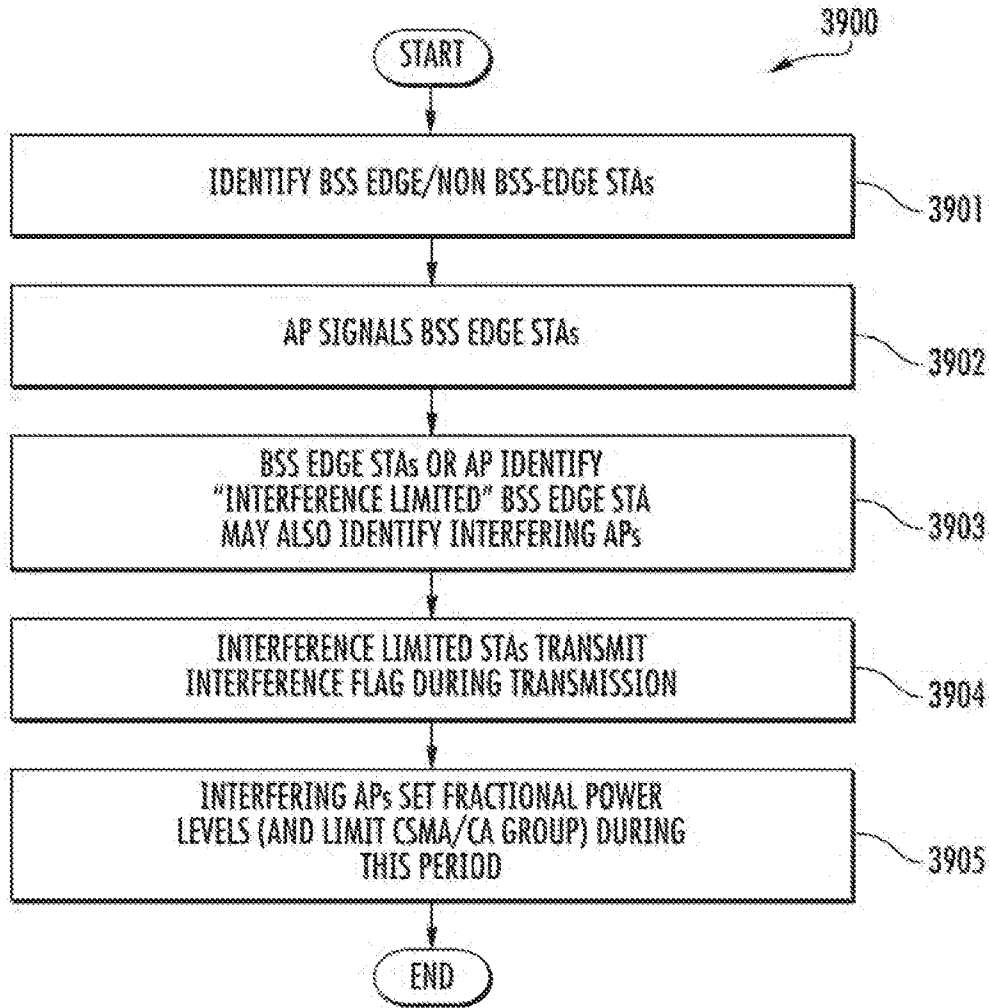 3900
START
IDENTIFY BSS EDGE/NON BSS-EDGE STAs
3901
AP SIGNALS BSS EDGE STAs
3902
BSS EDGE STAs OR AP IDENTIFY
"INTERFERENCE LIMITED" BSS EDGE STA
MAY ALSO IDENTIFY INTERFERING APs
3903
INTERFERENCE LIMITED STAs TRANSMIT
INTERFERENCE FLAG DURING TRANSMISSION
3904
INTERFERING APs SET FRACTIONAL POWER
LEVELS (AND LIMIT CSMA/CA GROUP) DURING
THIS PERIOD
3905
END